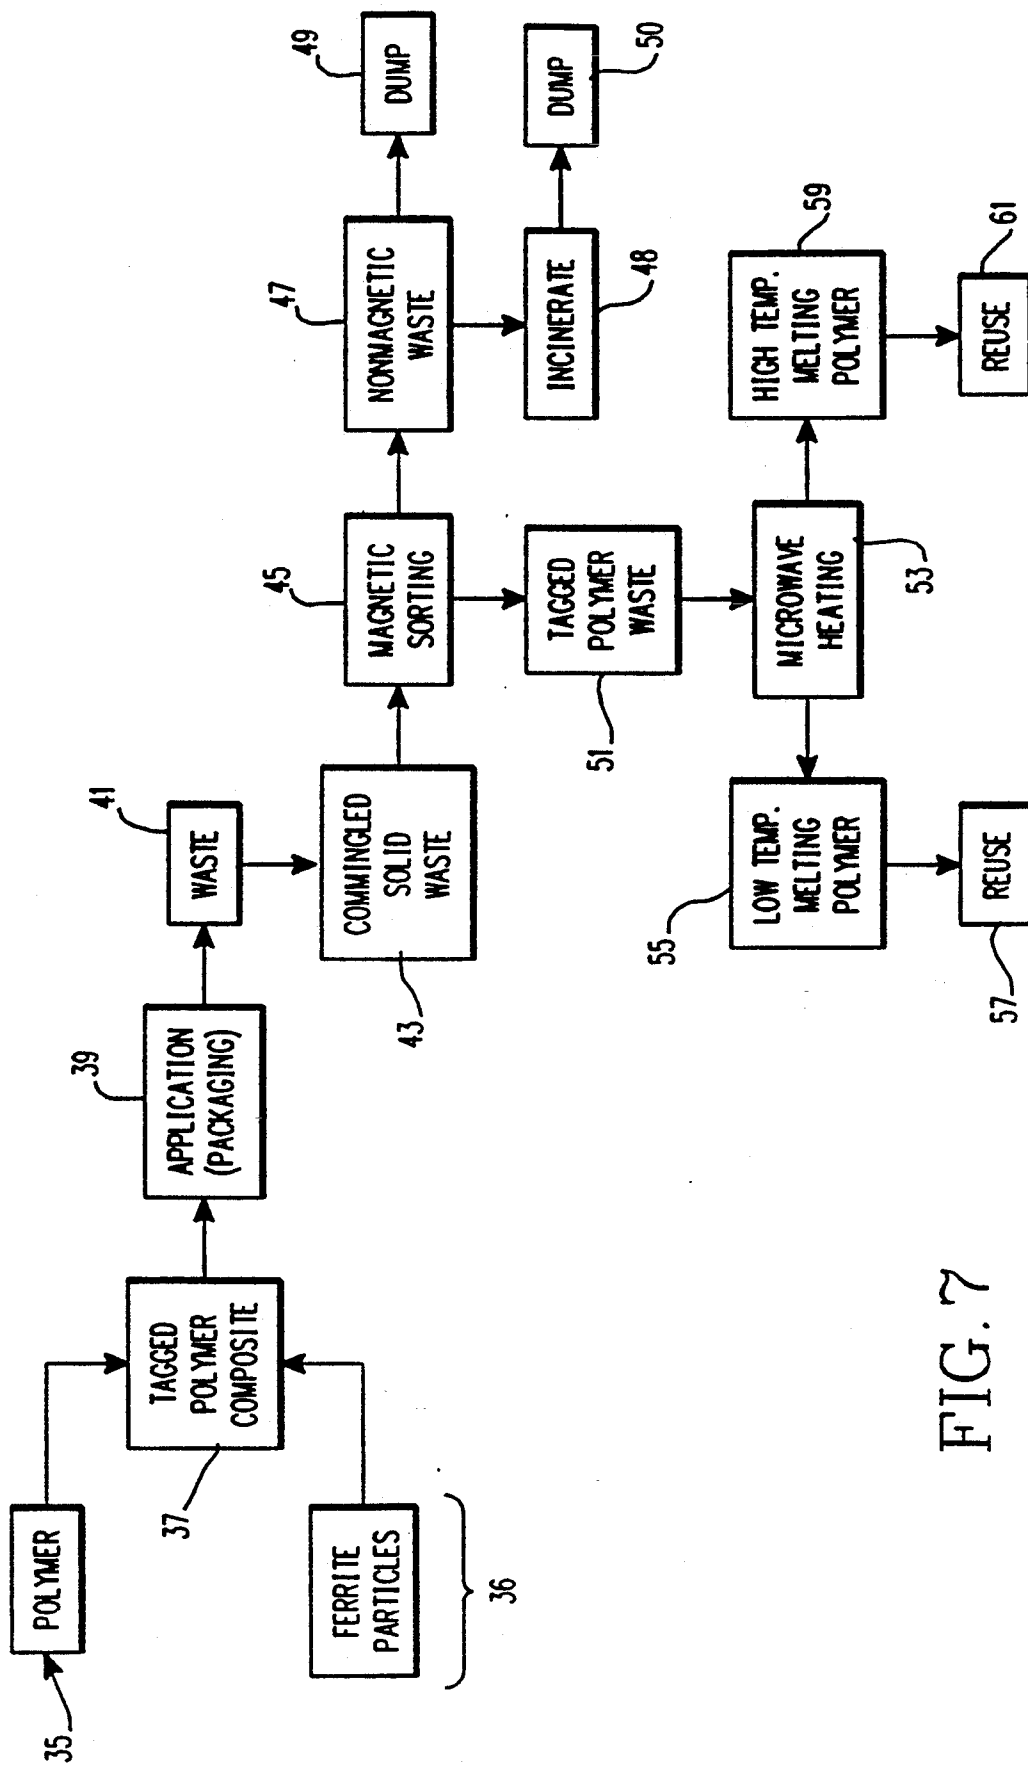 35
POLYMER
FERRITE
PARTICLES
36
37
TAGGED
POLYMER
COMPOSITE
39
APPLICATION
(PACKAGING)
41
WASTE
43
COMMINGLED
SOLID
WASTE
45
MAGNETIC
SORTING
47
NONMAGNETIC
WASTE
49
DUMP
INCINERATE
48
DUMP
50
51
TAGGED
POLYMER
WASTE
MICROWAVE
HEATING
53
55
LOW TEMP.
MELTING
POLYMER
57
REUSE
59
HIGH TEMP.
MELTING
POLYMER
61
REUSE
FIG. 7